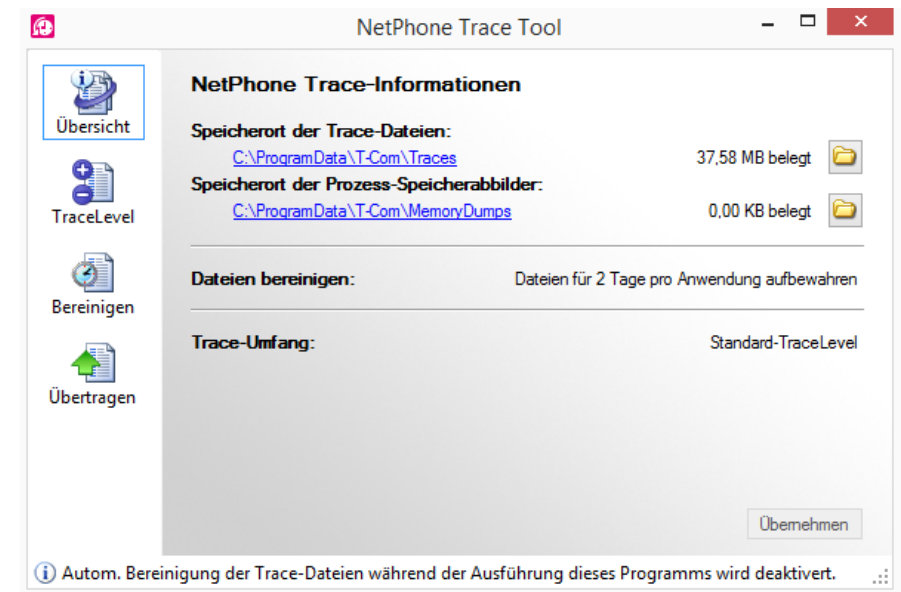 NetPhone Trace Tool
NetPhone Trace-Informationen
Übersicht
Speicherort der Trace-Dateien:
C:\ProgramData\T-Com\Traces 37,58 MB belegt
Speicherort der Prozess-Speicherabbilder:
TraceLevel
C:\ProgramData\T-Com\MemoryDumps 0,00 KB belegt
Dateien bereinigen: Dateien für 2 Tage pro Anwendung aufbewahren
Bereinigen
Trace-Umfang: Standard-TraceLevel
Übertragen
Übernehmen
Autom. Bereinigung der Trace-Dateien während der Ausführung dieses Programms wird deaktivert.